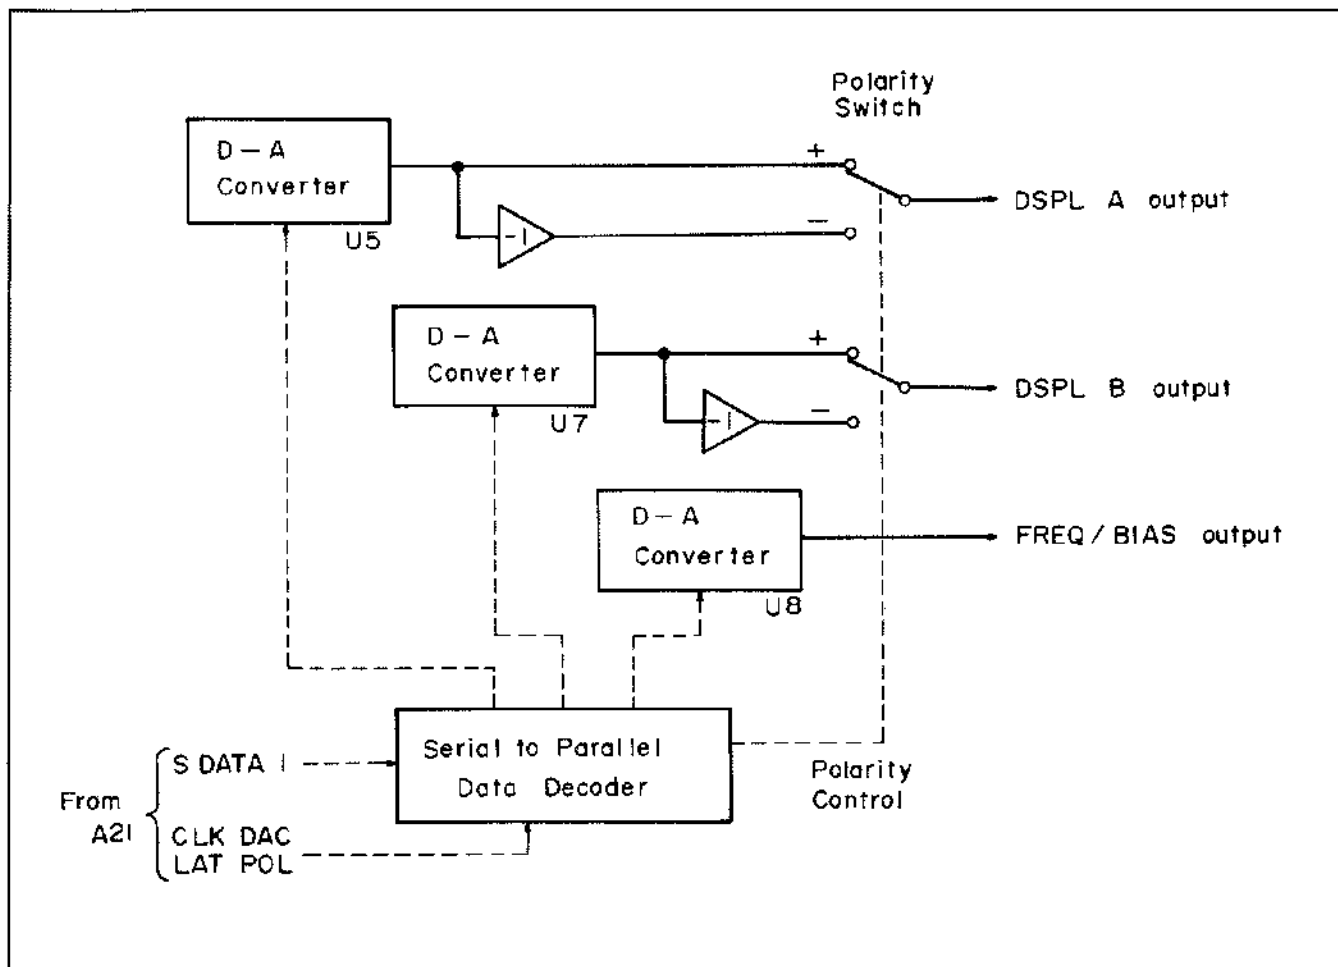 Polarity
Switch
D-A
Converter
U5
+
-
-1
DSPL A output
D-A
Converter
U7
+
-
-1
DSPL B output
D-A
Converter
U8
FREQ/BIAS output
Serial to Parallel
Data Decoder
Polarity
Control
From
A21
S DATA 1
CLK DAC
LAT POL